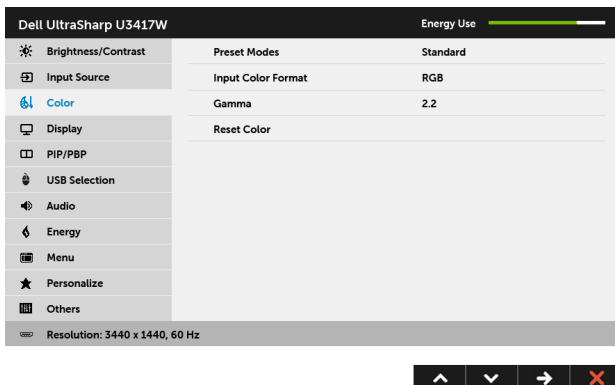 Dell UltraSharp U3417W Energy Use
Brightness/Contrast Preset Modes Standard
Input Source Input Color Format RGB
Color Gamma 2.2
Display Reset Color
PIP/PBP
USB Selection
Audio
Energy
Menu
Personalize
Others
Resolution: 3440 x 1440, 60 Hz